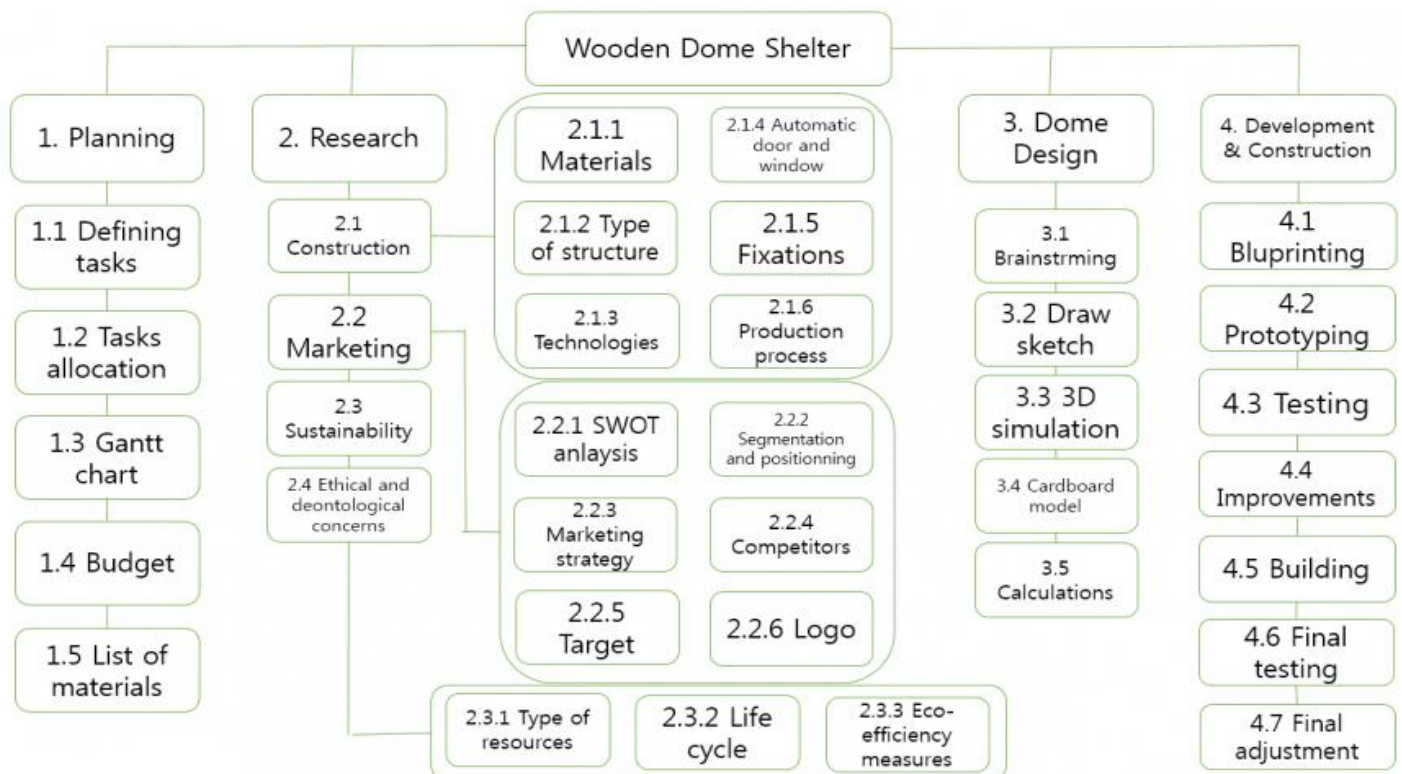 Wooden Dome Shelter
1. Planning
1.1 Defining
tasks
1.2 Tasks
allocation
1.3 Gantt
chart
1.4 Budget
1.5 List of
materials
2. Research
2.1
Construction
2.2
Marketing
2.3
Sustainability
2.4 Ethical and
deontological
concerns
2.1.1
Materials
2.1.4 Automatic
door and
window
2.1.2 Type
of structure
2.1.5
Fixations
2.1.3
Technologies
2.1.6
Production
process
2.2.1 SWOT
anlaysis
2.2.2
Segmentation
and positionning
2.2.3
Marketing
strategy
2.2.4
Competitors
2.2.5
Target
2.2.6 Logo
2.3.1 Type of
resources
2.3.2 Life
cycle
2.3.3 Eco-
efficiency
measures
3. Dome
Design
3.1
Brainstrming
3.2 Draw
sketch
3.3 3D
simulation
3.4 Cardboard
model
3.5
Calculations
4. Development
& Construction
4.1
Bluprinting
4.2
Prototyping
4.3 Testing
4.4
Improvements
4.5 Building
4.6 Final
testing
4.7 Final
adjustment